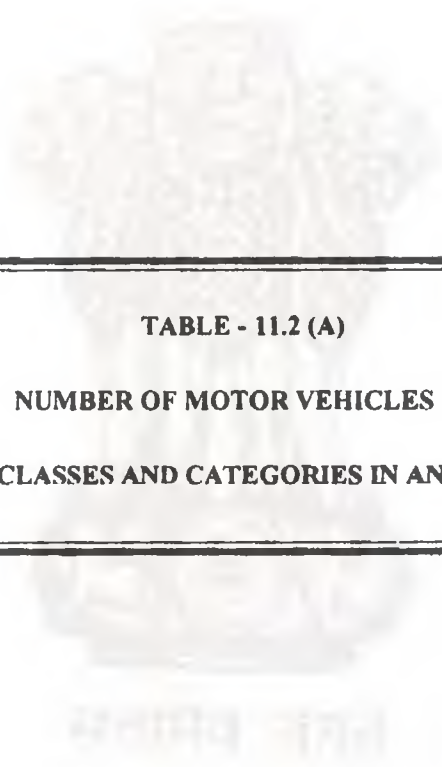 TABLE - 11.2 (A)
NUMBER OF MOTOR VEHICLES
CLASSES AND CATEGORIES IN AN